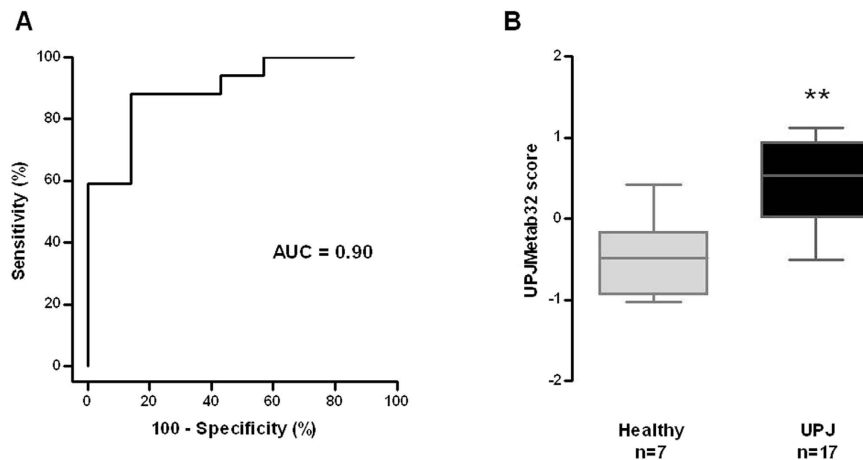 A
100
80
60
40
20
0
Sensitivity (%)
AUC = 0.90
0 20 40 60 80 100
100 - Specificity (%)
B
2
1
0
-1
-2
UPJMetab32 score
**
Healthy
n=7
UPJ
n=17